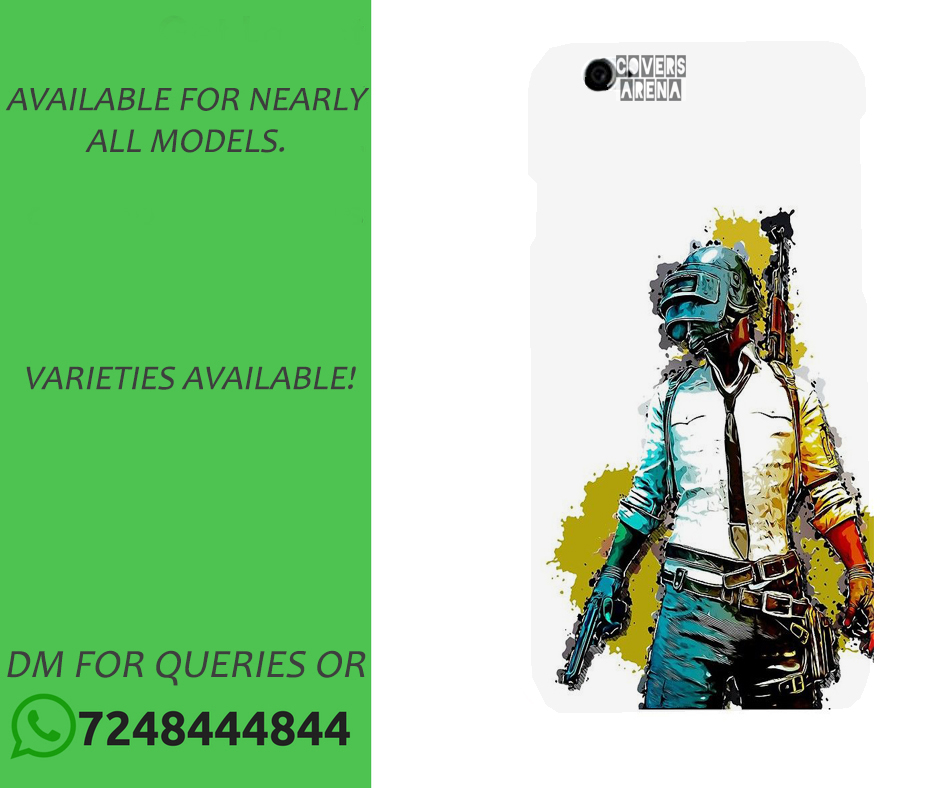 AVAILABLE FOR NEARLY
ALL MODELS.
VARIETIES AVAILABLE!
DM FOR QUERIES OR
7248444844
COVERS
ARENA